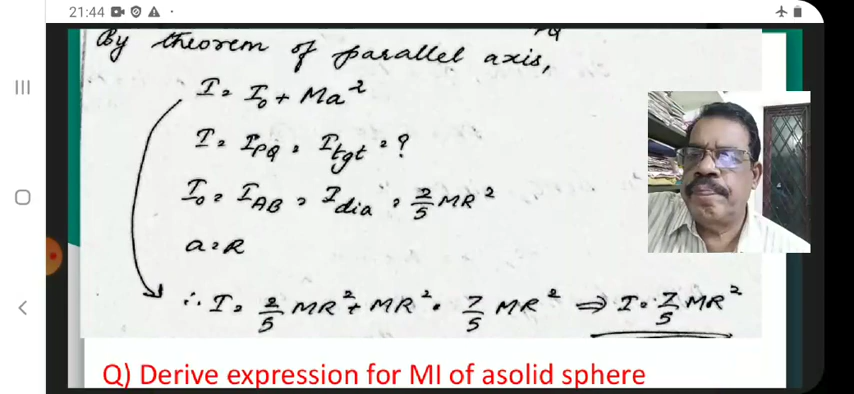 21:44
PQ
By theorem of parallel axis,
I = I₀ + Ma²
I = I_PQ = I_tgt = ?
I₀ = I_AB = I_dia = 2/5 MR²
a = R
∴ I = 2/5 MR² + MR² = 7/5 MR² ⇒ I = 7/5 MR²
Q) Derive expression for MI of asolid sphere